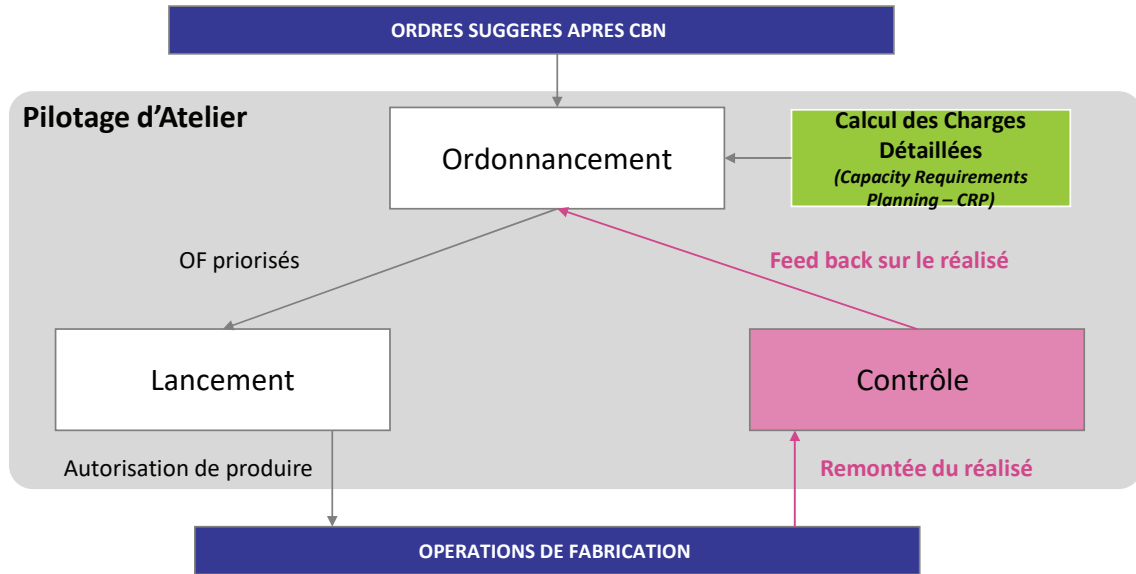 ORDRES SUGGERES APRES CBN
Pilotage d’Atelier
Ordonnancement
Calcul des Charges
Détaillées
(Capacity Requirements
Planning – CRP)
OF priorisés
Feed back sur le réalisé
Lancement
Contrôle
Autorisation de produire
Remontée du réalisé
OPERATIONS DE FABRICATION